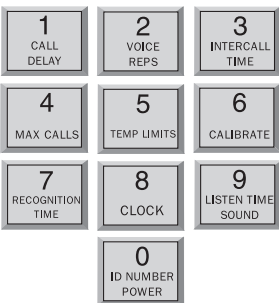 1
CALL
DELAY
2
VOICE
REPS
3
INTERCALL
TIME
4
MAX CALLS
5
TEMP LIMITS
6
CALIBRATE
7
RECOGNITION
TIME
8
CLOCK
9
LISTEN TIME
SOUND
0
ID NUMBER
POWER